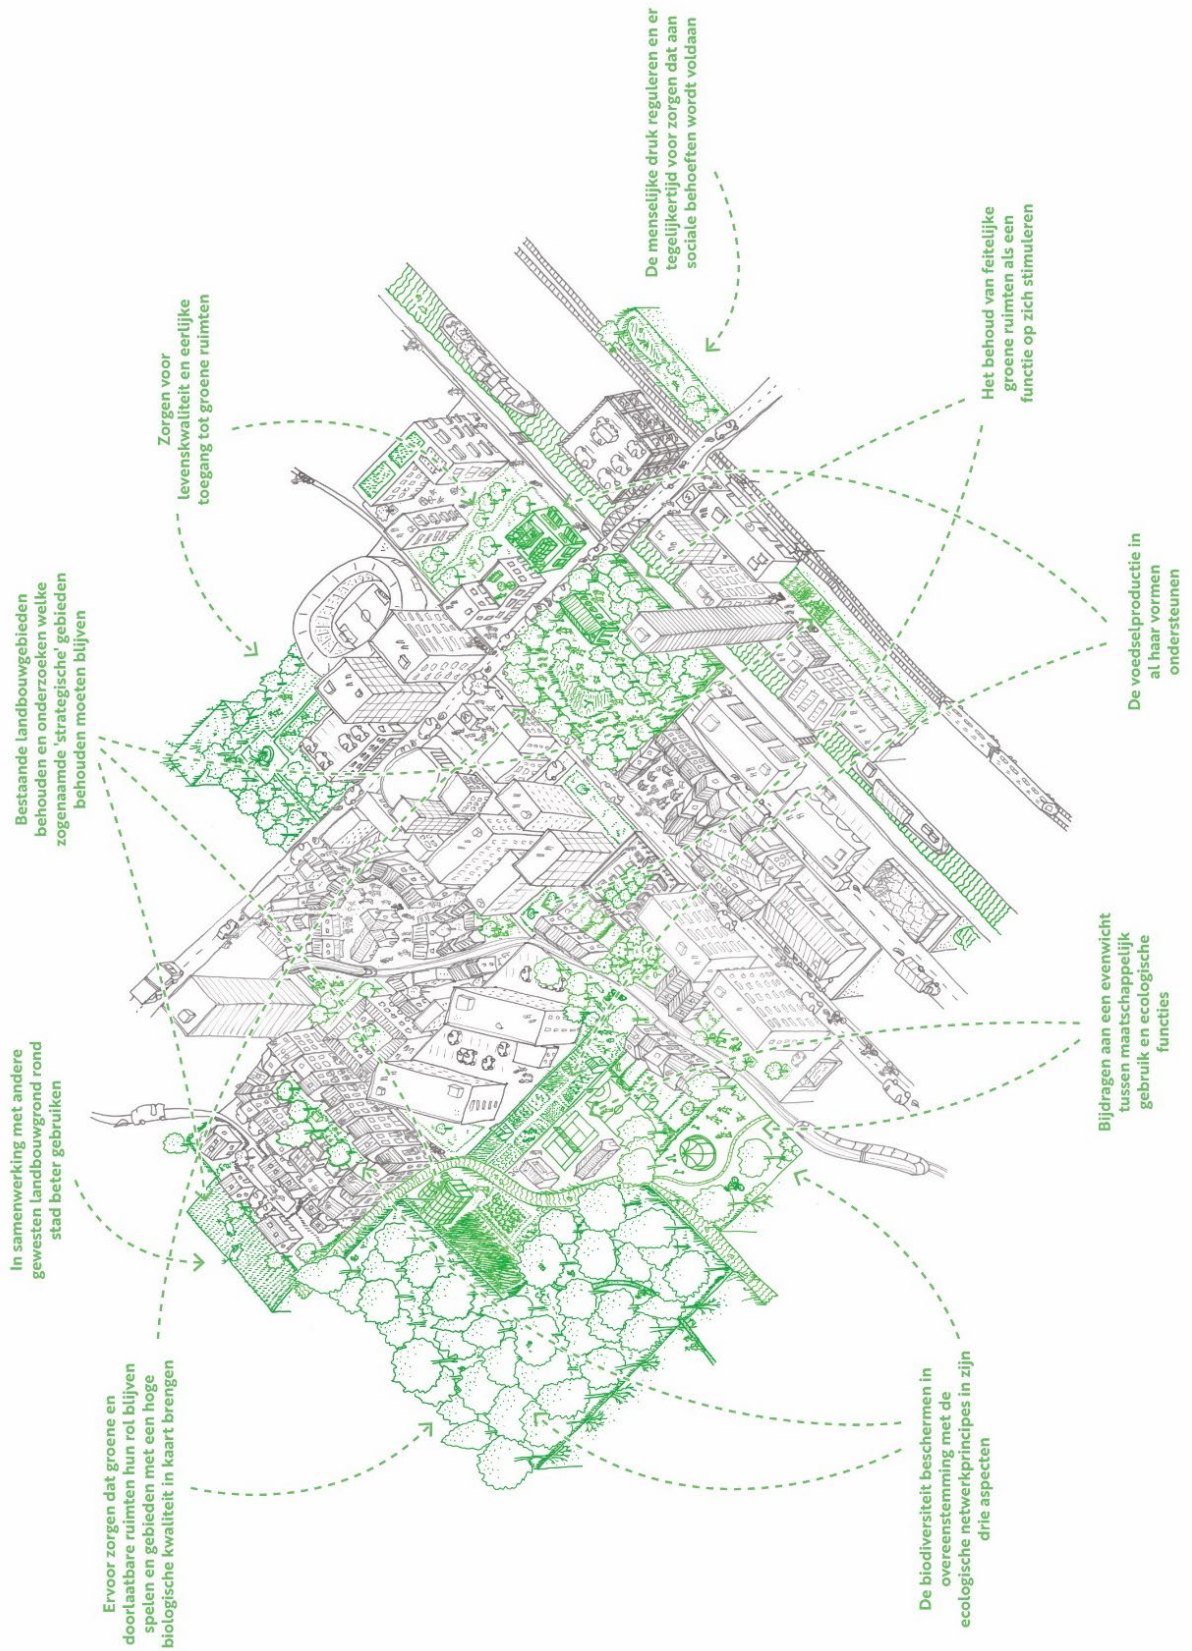 Ervoor zorgen dat groene en
doorlaatbare ruimten hun rol blijven
spelen en gebieden met een hoge
biologische kwaliteit in kaart brengen
In samenwerking met andere
gewesten landbouwgrond rond
stad beter gebruiken
Bestaande landbouwgebieden
behouden en onderzoeken welke
zogenaamde 'strategische' gebieden
behouden moeten blijven
Zorgen voor
levenskwaliteit en eerlijke
toegang tot groene ruimten
De menselijke druk reguleren en er
tegelijkertijd voor zorgen dat aan
sociale behoeften wordt voldaan
De biodiversiteit beschermen in
overeenstemming met de
ecologische netwerkprincipes in zijn
drie aspecten
Bijdragen aan een evenwicht
tussen maatschappelijk
gebruik en ecologische
functies
De voedselproductie in
al haar vormen
ondersteunen
Het behoud van feitelijke
groene ruimten als een
functie op zich stimuleren